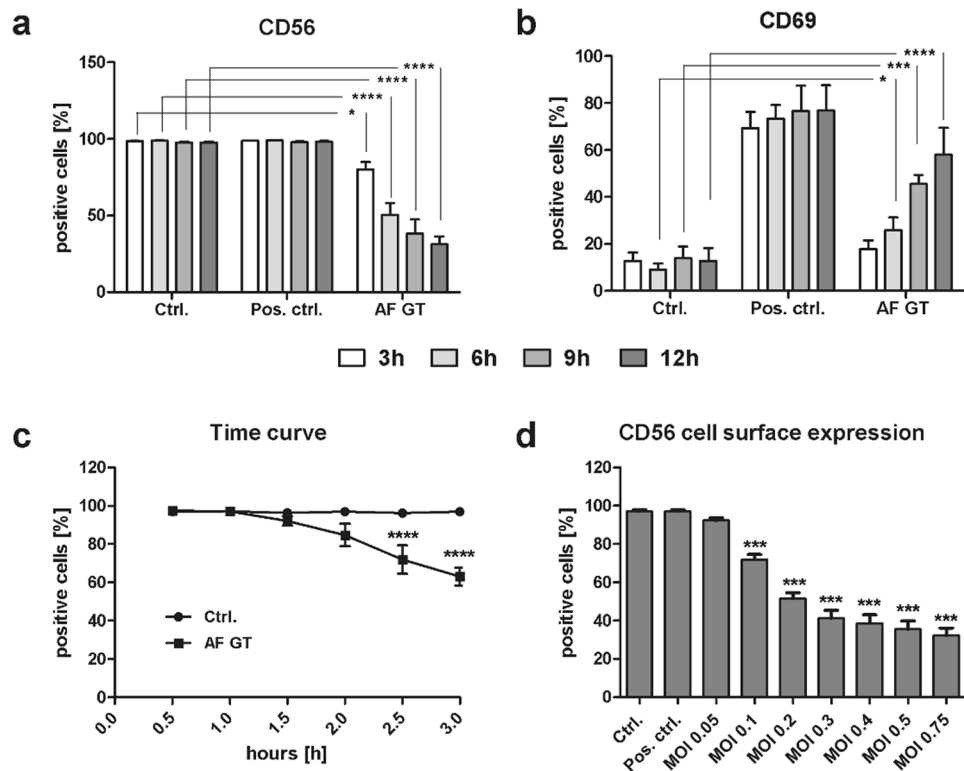 a
CD56
positive cells [%]
150
100
50
0
****
****
****
*
Ctrl.
Pos. ctrl.
AF GT
b
CD69
positive cells [%]
100
80
60
40
20
0
****
***
*
Ctrl.
Pos. ctrl.
AF GT
3h
6h
9h
12h
c
Time curve
positive cells [%]
120
100
80
60
40
20
0
****
****
Ctrl.
AF GT
0.0
0.5
1.0
1.5
2.0
2.5
3.0
hours [h]
d
CD56 cell surface expression
positive cells [%]
120
100
80
60
40
20
0
***
***
***
***
***
***
Ctrl.
Pos. ctrl.
MOI 0.05
MOI 0.1
MOI 0.2
MOI 0.3
MOI 0.4
MOI 0.5
MOI 0.75